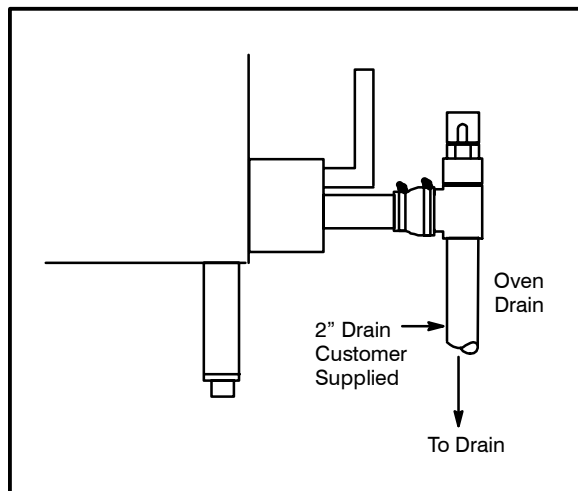 Oven
Drain
2” Drain
Customer
Supplied
To Drain